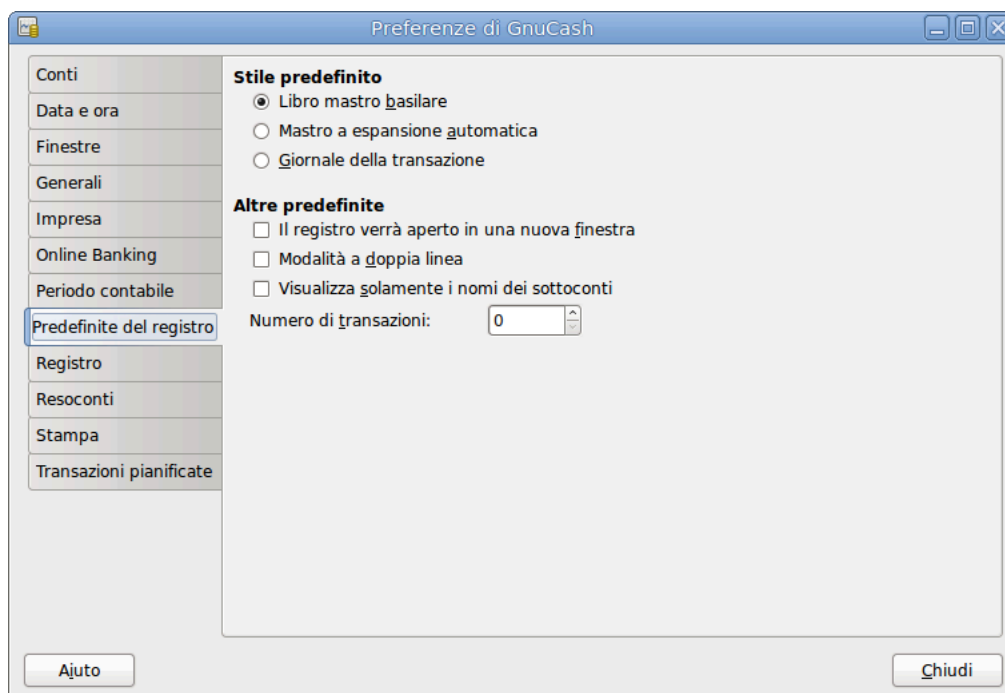 Preferenze di GnuCash
Conti
Data e ora
Finestre
Generali
Impresa
Online Banking
Periodo contabile
Predefinite del registro
Registro
Resoconti
Stampa
Transazioni pianificate
Stile predefinito
Libro mastro basilare
Mastro a espansione automatica
Giornale della transazione
Altre predefinite
Il registro verrà aperto in una nuova finestra
Modalità a doppia linea
Visualizza solamente i nomi dei sottoconti
Numero di transazioni: 0
Aiuto
Chiudi